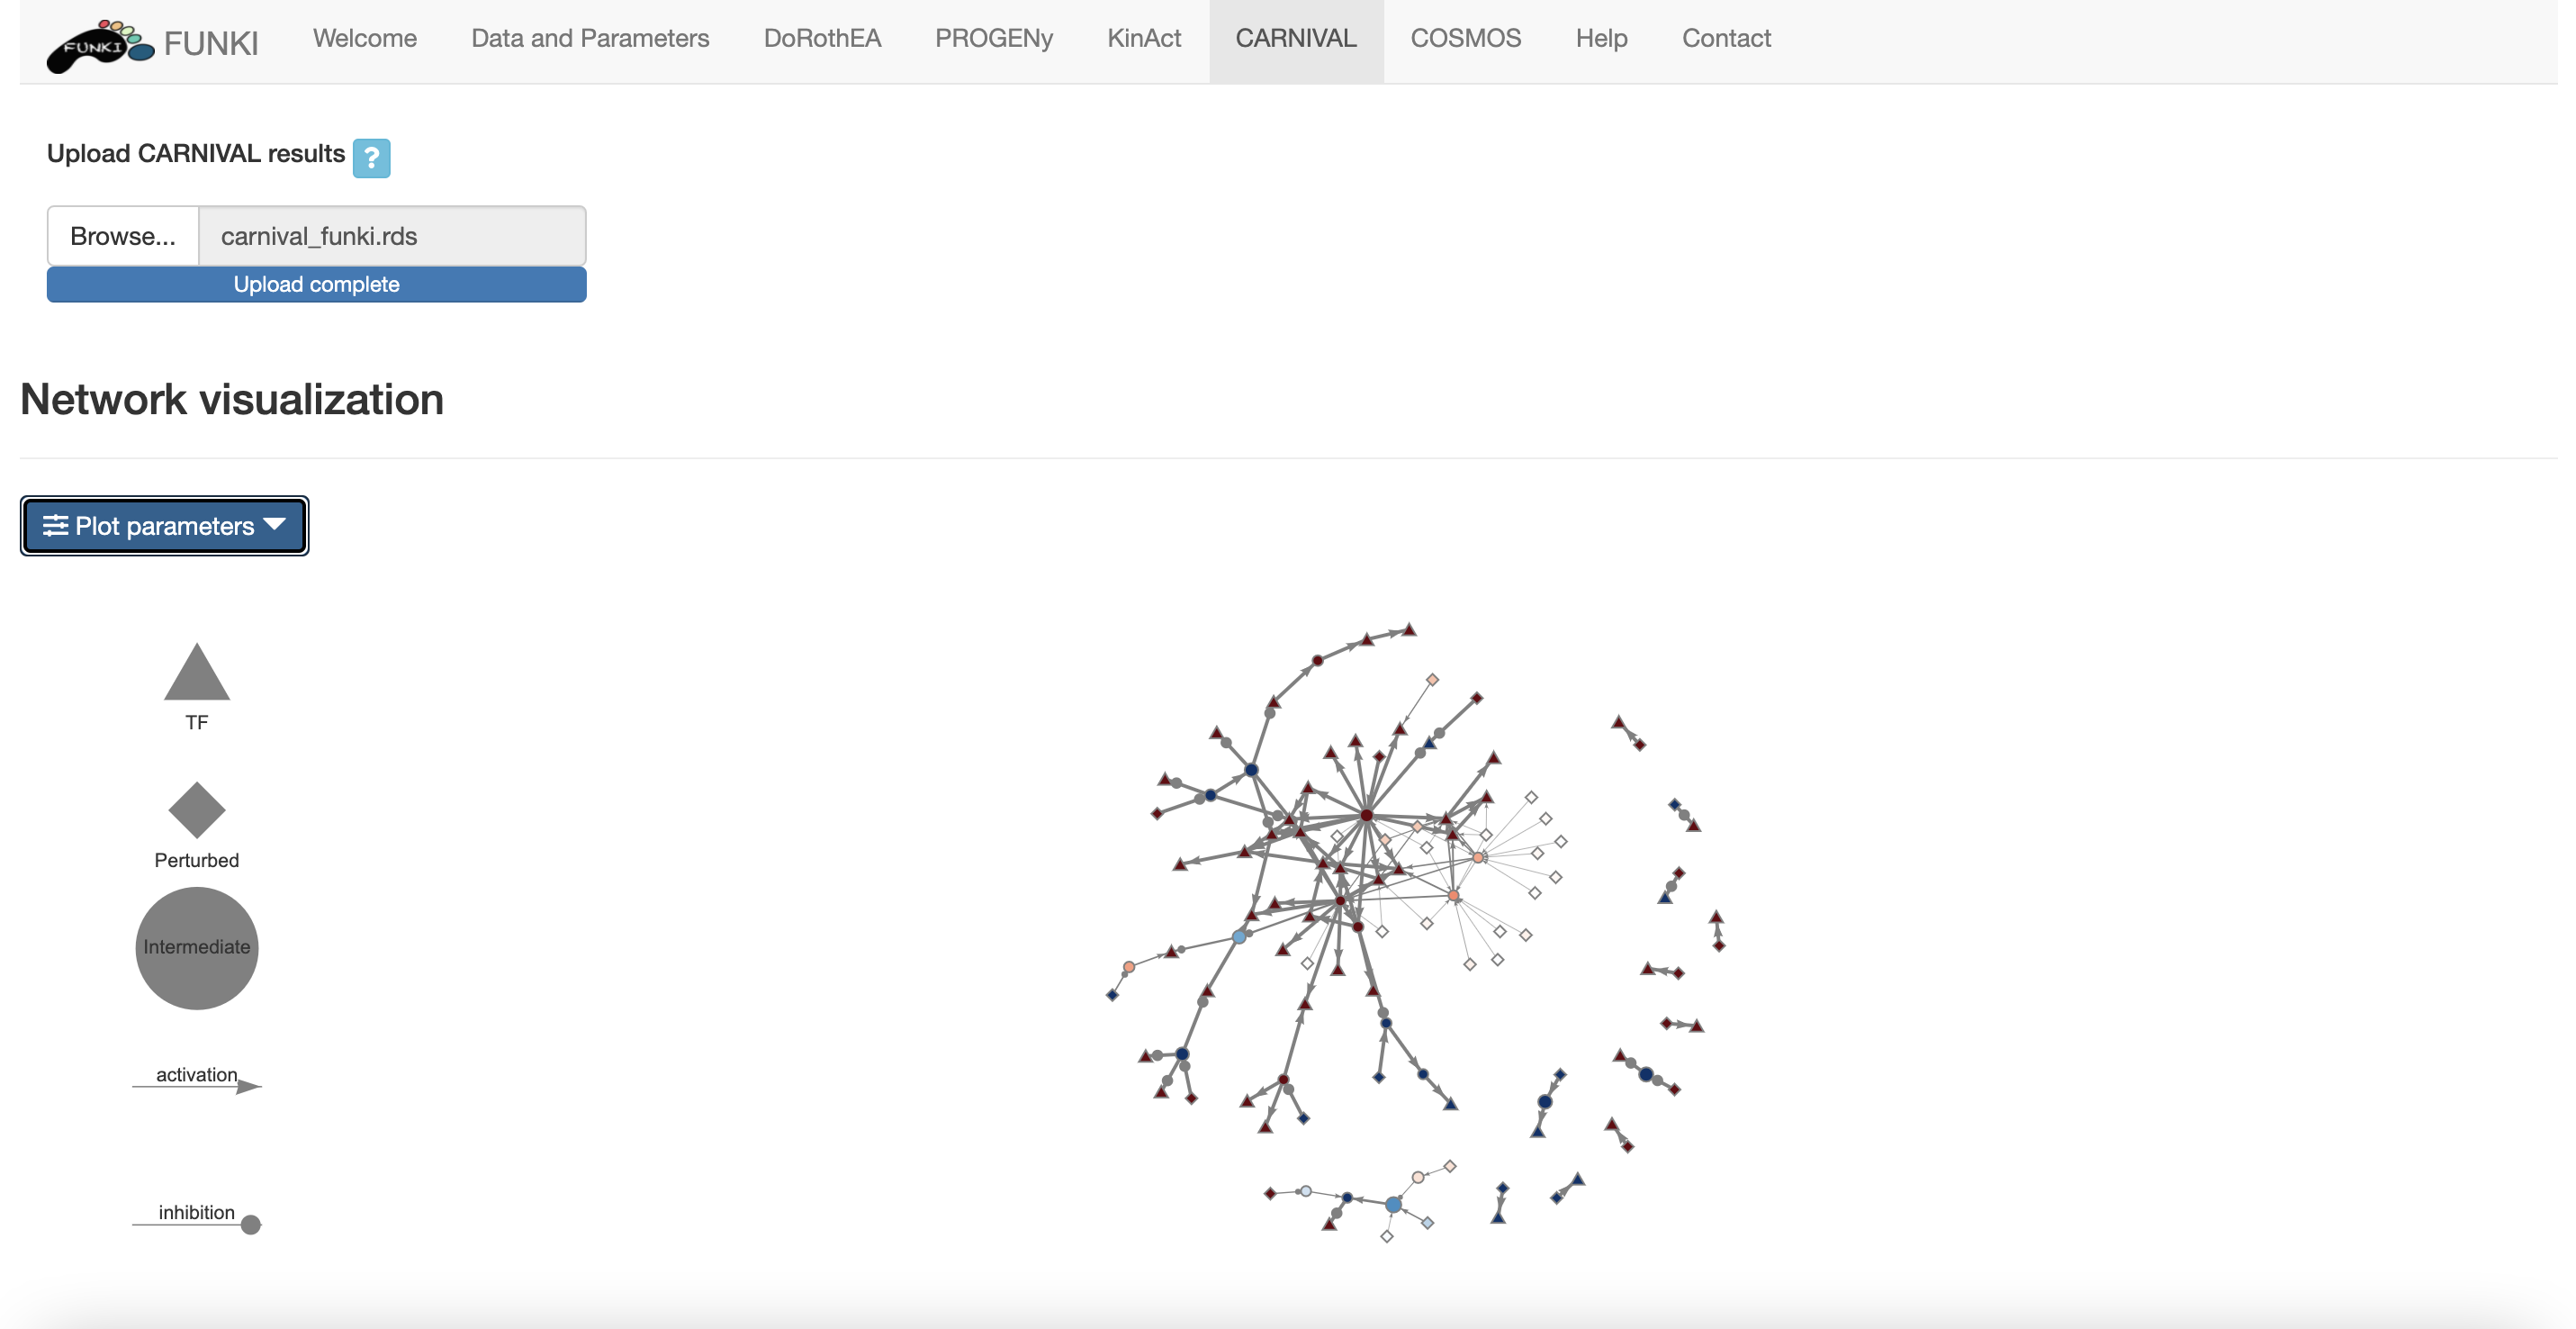 FUNKI FUNKI Welcome Data and Parameters DoRothEA PROGENy KinAct CARNIVAL COSMOS Help Contact
Upload CARNIVAL results ?
Browse... carnival_funki.rds
Upload complete
Network visualization
Plot parameters
TF
Perturbed
Intermediate
activation
inhibition